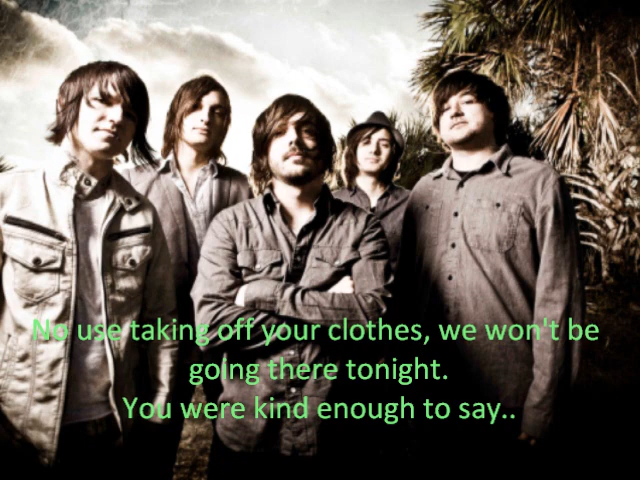 No use taking off your clothes, we won't be
going there tonight.
You were kind enough to say..